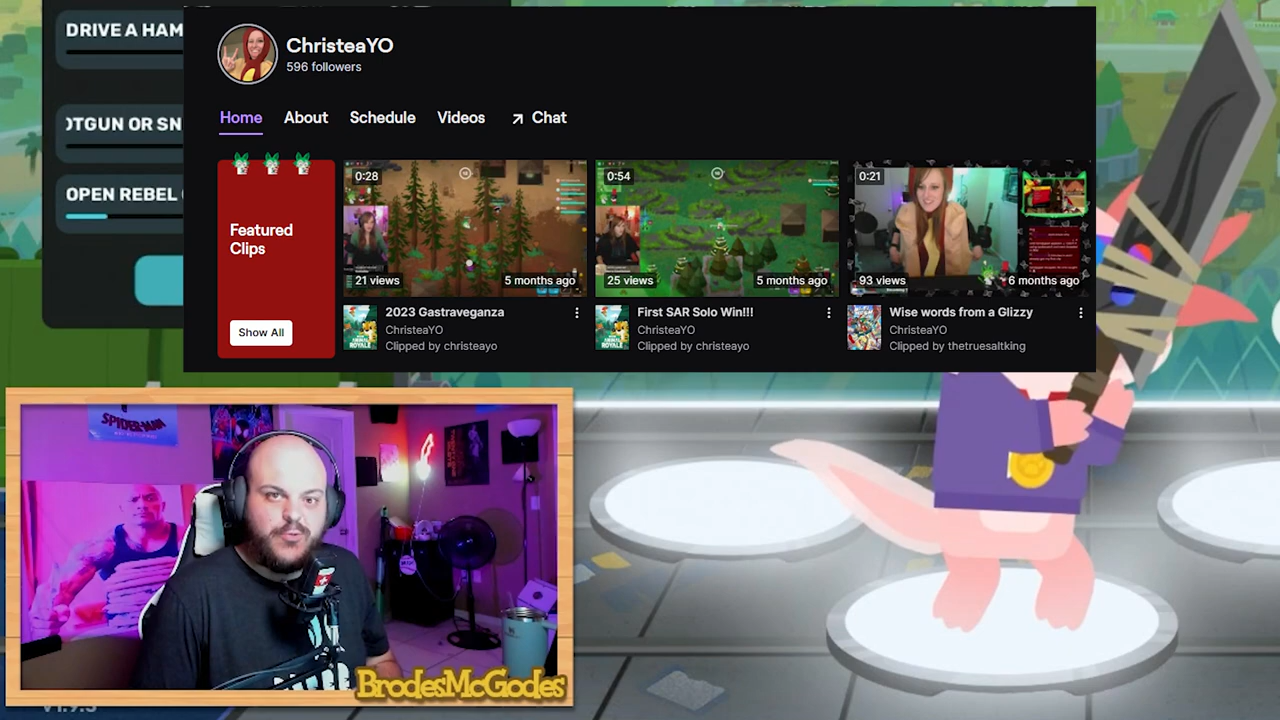 DRIVE A HAM
OTGUN OR SN
OPEN REBEL
ChristeaYO
596 followers
Home About Schedule Videos Chat
Featured
Clips
Show All
0:28
21 views
5 months ago
2023 Gastraveganza
ChristeaYO
Clipped by christeayo
0:54
25 views
5 months ago
First SAR Solo Win!!!
ChristeaYO
Clipped by christeayo
0:21
93 views
6 months ago
Wise words from a Glizzy
ChristeaYO
Clipped by thetruesaltking
SPIDER-MAN
BrodesMcGodes